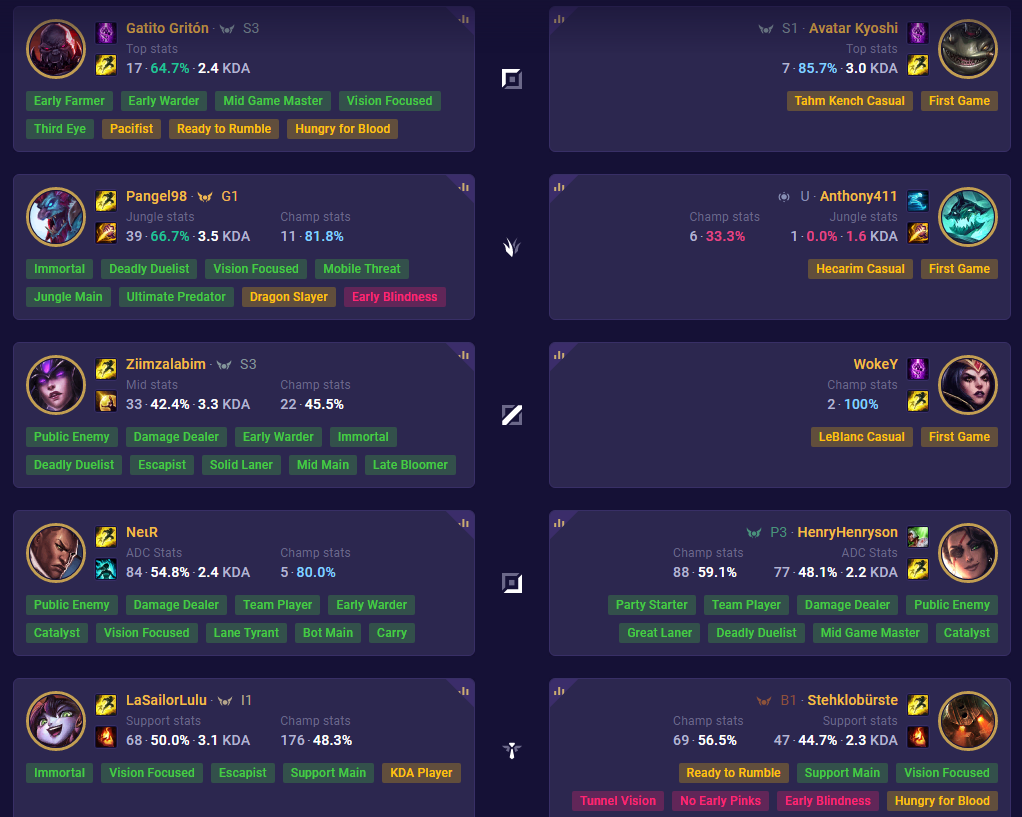 Gatito Gritón · S3
Top stats
17 · 64.7% · 2.4 KDA
Early Farmer Early Warder Mid Game Master Vision Focused
Third Eye Pacifist Ready to Rumble Hungry for Blood
S1 · Avatar Kyoshi
Top stats
7 · 85.7% · 3.0 KDA
Tahm Kench Casual First Game
Pangel98 · G1
Jungle stats Champ stats
39 · 66.7% · 3.5 KDA 11 · 81.8%
Immortal Deadly Duelist Vision Focused Mobile Threat
Jungle Main Ultimate Predator Dragon Slayer Early Blindness
U · Anthony411
Champ stats Jungle stats
6 · 33.3% 1 · 0.0% · 1.6 KDA
Hecarim Casual First Game
Ziimzalabim · S3
Mid stats Champ stats
33 · 42.4% · 3.3 KDA 22 · 45.5%
Public Enemy Damage Dealer Early Warder Immortal
Deadly Duelist Escapist Solid Laner Mid Main Late Bloomer
WokeY
Champ stats
2 · 100%
LeBlanc Casual First Game
NeιR
ADC Stats Champ stats
84 · 54.8% · 2.4 KDA 5 · 80.0%
Public Enemy Damage Dealer Team Player Early Warder
Catalyst Vision Focused Lane Tyrant Bot Main Carry
P3 · HenryHenryson
Champ stats ADC Stats
88 · 59.1% 77 · 48.1% · 2.2 KDA
Party Starter Team Player Damage Dealer Public Enemy
Great Laner Deadly Duelist Mid Game Master Catalyst
LaSailorLulu · I1
Support stats Champ stats
68 · 50.0% · 3.1 KDA 176 · 48.3%
Immortal Vision Focused Escapist Support Main KDA Player
B1 · Stehklobürste
Champ stats Support stats
69 · 56.5% 47 · 44.7% · 2.3 KDA
Ready to Rumble Support Main Vision Focused
Tunnel Vision No Early Pinks Early Blindness Hungry for Blood